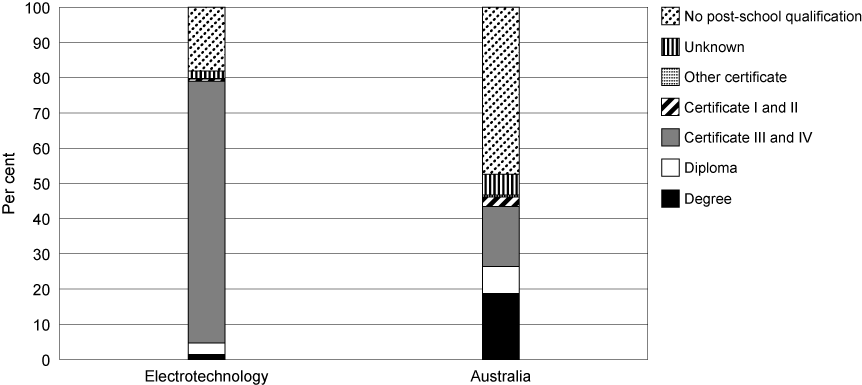 100
90
80
70
60
50
40
30
20
10
0
Per cent
Electrotechnology
Australia
No post-school qualification
Unknown
Other certificate
Certificate I and II
Certificate III and IV
Diploma
Degree